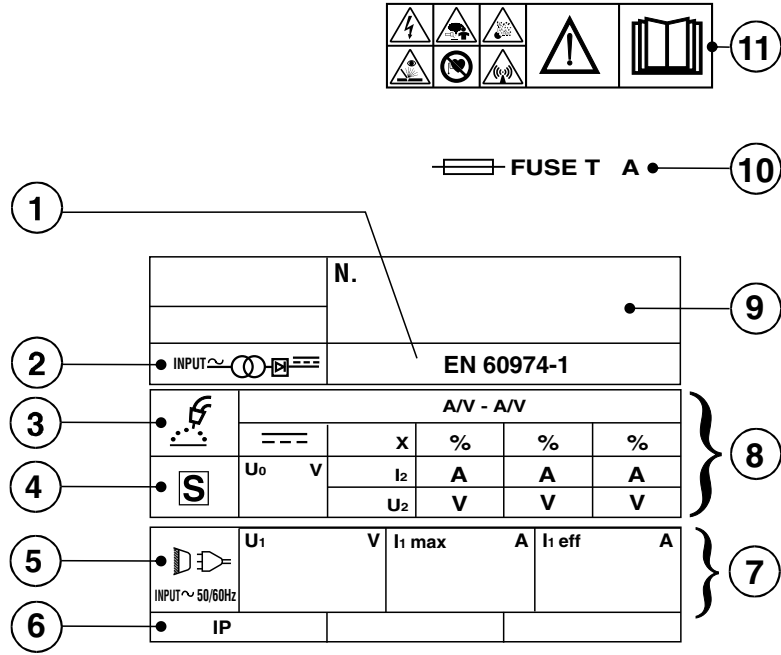 11
FUSE T A
10
1
N.
9
2
INPUT
EN 60974-1
3
A/V - A/V
X % % %
8
4
S
U0 V
I2 A A A
U2 V V V
5
U1 V I1 max A I1 eff A
7
INPUT~ 50/60Hz
6
IP